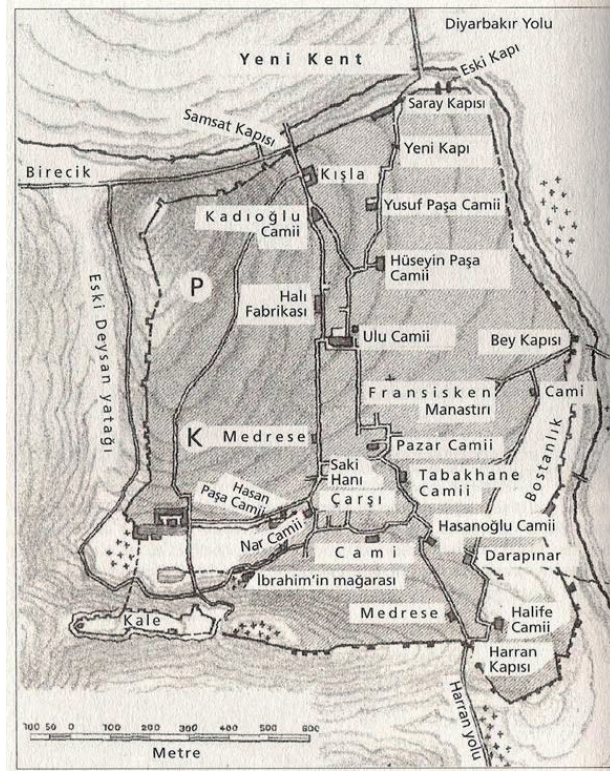 Diyarbakır Yolu
Yeni Kent
Eski Kapı
Saray Kapısı
Samsat Kapısı
Yeni Kapı
Birecik
Kışla
Yusuf Paşa Camii
Kadıoğlu
Camii
Hüseyin Paşa
Camii
P
Halı
Fabrikası
Eski Deysan yatağı
Ulu Camii
Bey Kapısı
Fransisken
Manastırı
Cami
K
Medrese
Pazar Camii
Bostanlık
Saki
Hanı
Tabakhane
Camii
Hasan
Paşa Camii
Çarşı
Nar Camii
Hasanoğlu Camii
Cami
Darapınar
İbrahim'in mağarası
Kale
Medrese
Halife
Camii
Harran
Kapısı
Harran yolu
100 50 0 100 200 300 400 600
Metre